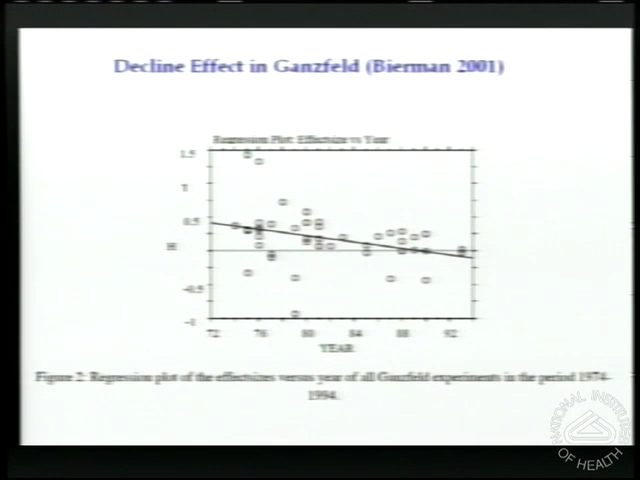 Decline Effect in Ganzfeld (Bierman 2001)
Regression Plot: Effectsize vs Year
1.5
1
0.5
-0.5
-1
72 76 80 84 88 92
YEAR
Figure 2: Regression plot of the effectsizes versus year of all Ganzfeld experiments in the period 1974-
1994.
NATIONAL INSTITUTES
OF HEALTH